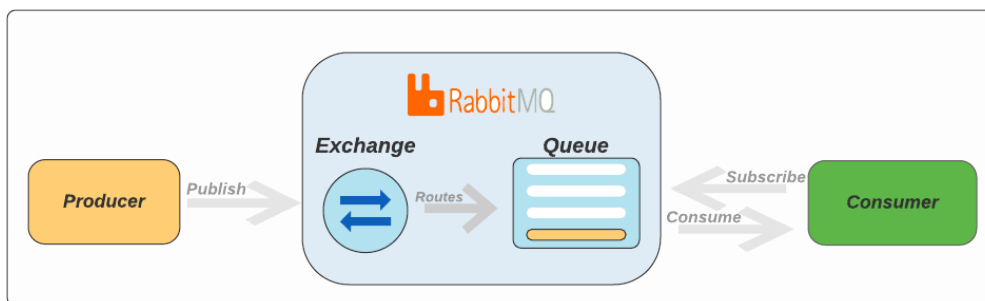 RabbitMQ
Exchange
Queue
Producer
Publish
Routes
Subscribe
Consume
Consumer